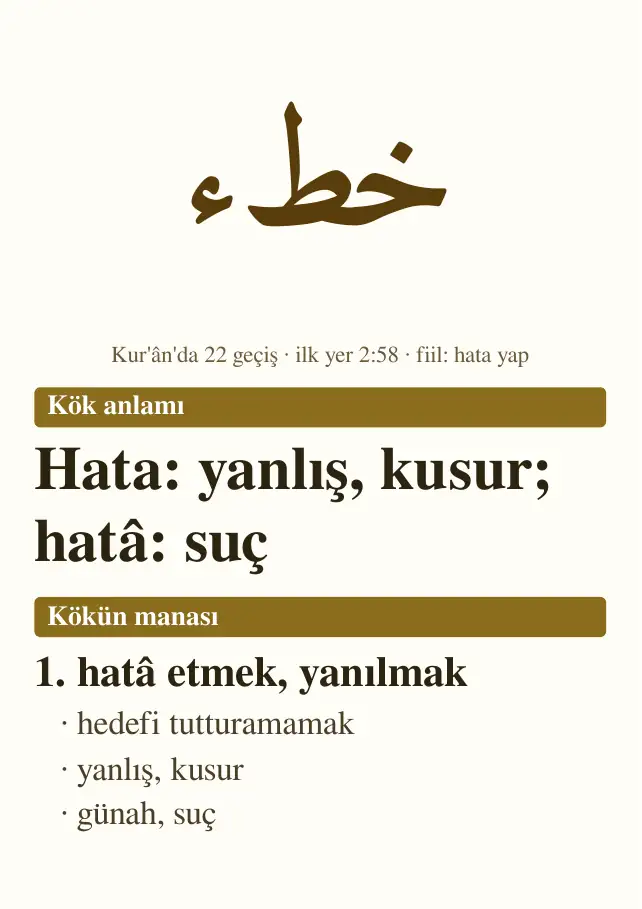 خطء
Kur'ân'da 22 geçiş · ilk yer 2:58 · fiil: hata yap
Kök anlamı
Hata: yanlış, kusur;
hatâ: suç
Kökün manası
1. hatâ etmek, yanılmak
· hedefi tutturamamak
· yanlış, kusur
· günah, suç